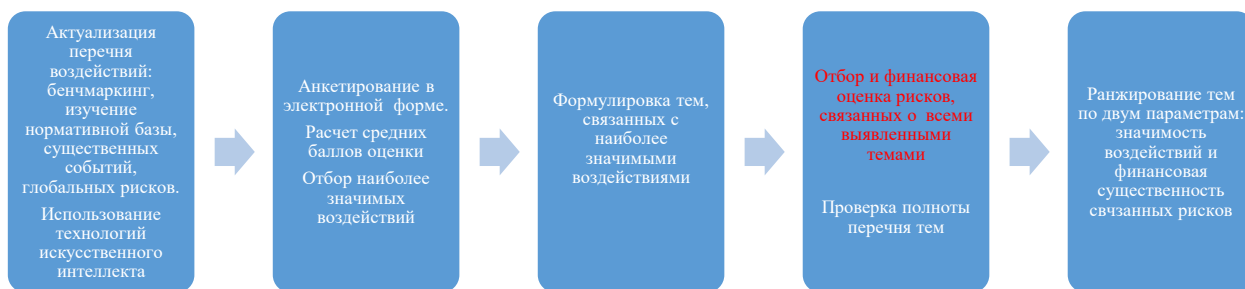 Актуализация
перечня
воздействий:
бенчмаркинг,
изучение
нормативной базы,
существенных
событий,
глобальных рисков.
Использование
технологий
искусственного
интеллекта
Анкетирование в
электронной форме.
Расчет средних
баллов оценки
Отбор наиболее
значимых
воздействий
Формулировка тем,
связанных с
наиболее
значимыми
воздействиями
Отбор и финансовая
оценка рисков,
связанных о всеми
выявленными
темами
Проверка полноты
перечня тем
Ранжирование тем
по двум параметрам:
значимость
воздействий и
финансовая
существенность
свчзанных рисков